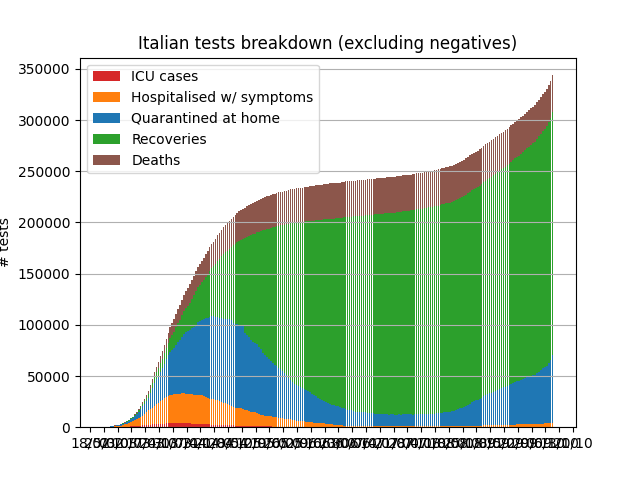 Italian tests breakdown (excluding negatives)
ICU cases
Hospitalised w/ symptoms
Quarantined at home
Recoveries
Deaths
# tests
350000
300000
250000
200000
150000
100000
50000
0